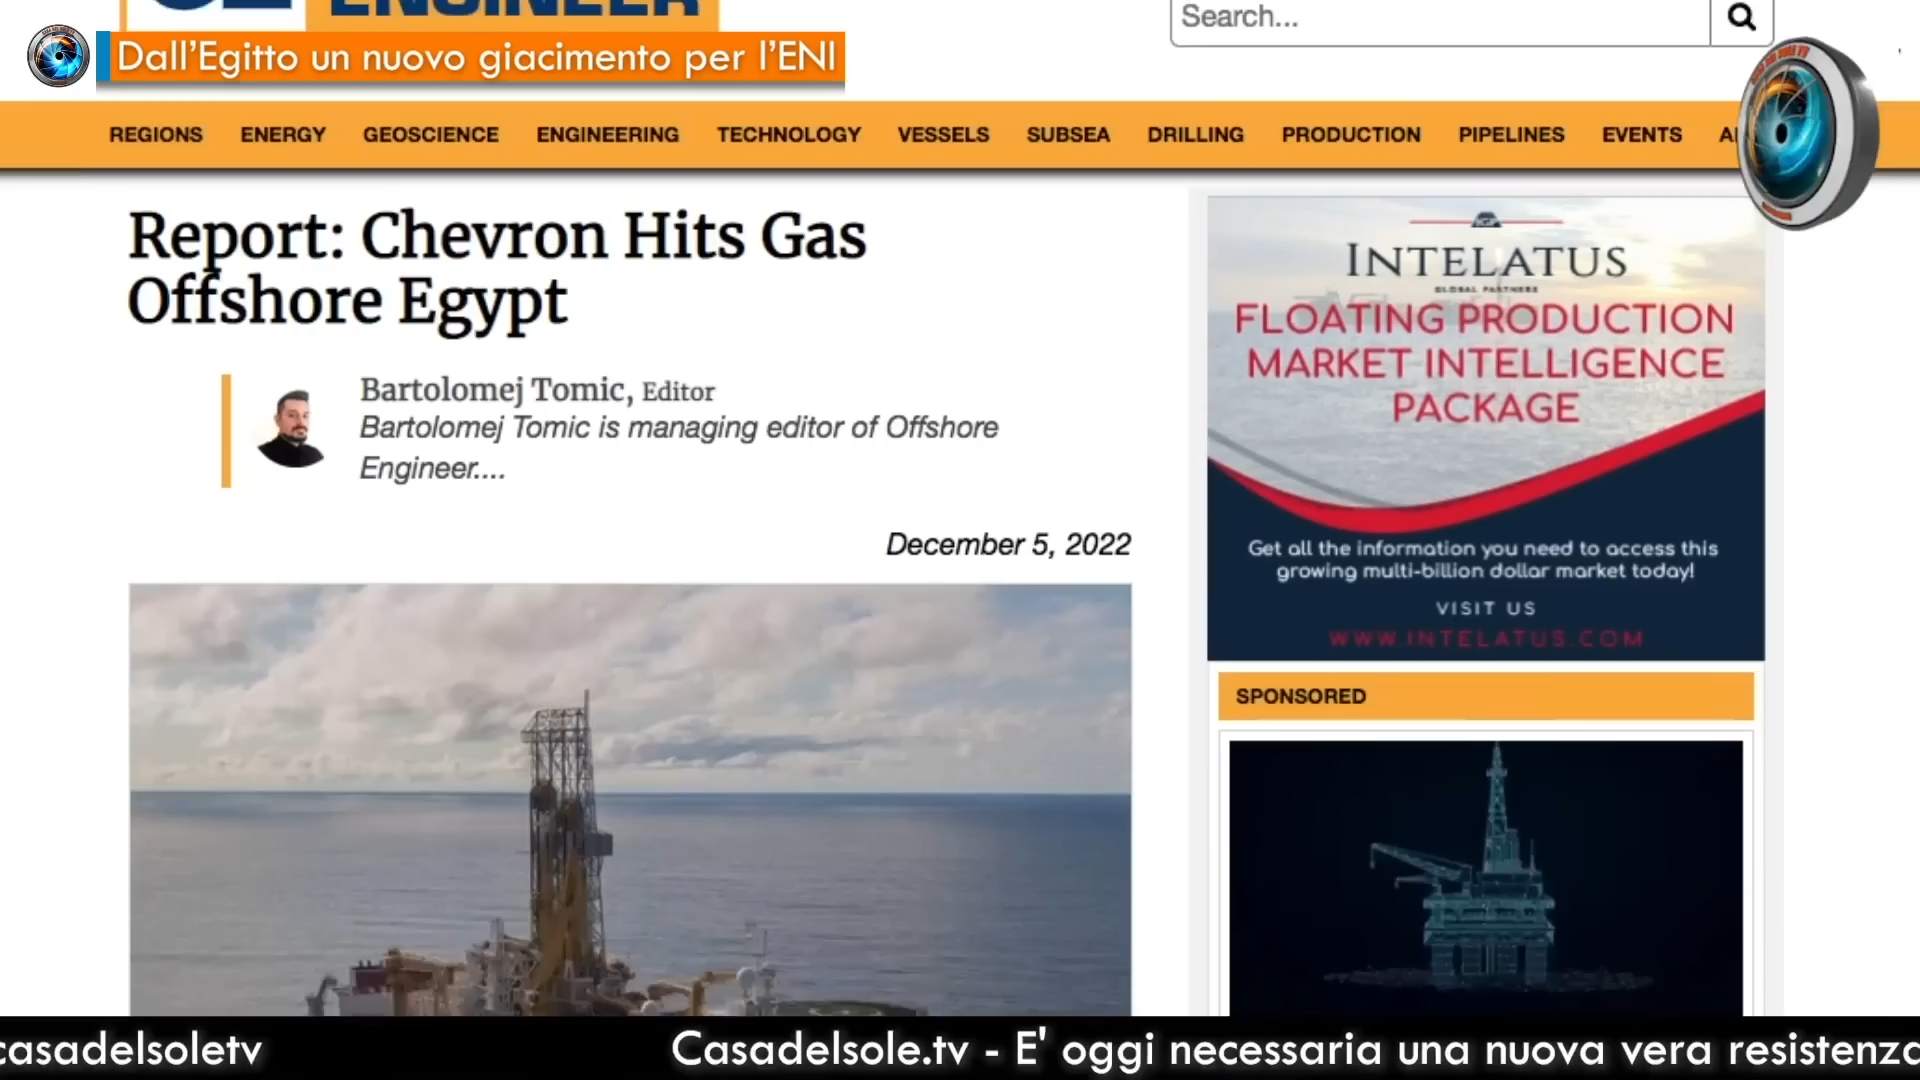 ENGINEER
Search...
Dall'Egitto un nuovo giacimento per l'ENI
REGIONS ENERGY GEOSCIENCE ENGINEERING TECHNOLOGY VESSELS SUBSEA DRILLING PRODUCTION PIPELINES EVENTS
Report: Chevron Hits Gas
Offshore Egypt
Bartolomej Tomic, Editor
Bartolomej Tomic is managing editor of Offshore
Engineer....
December 5, 2022
INTELATUS
GLOBAL PARTNERS
FLOATING PRODUCTION
MARKET INTELLIGENCE
PACKAGE
Get all the information you need to access this
growing multi-billion dollar market today!
VISIT US
WWW.INTELATUS.COM
SPONSORED
casadelsoletv Casadelsole.tv - E' oggi necessaria una nuova vera resistenza